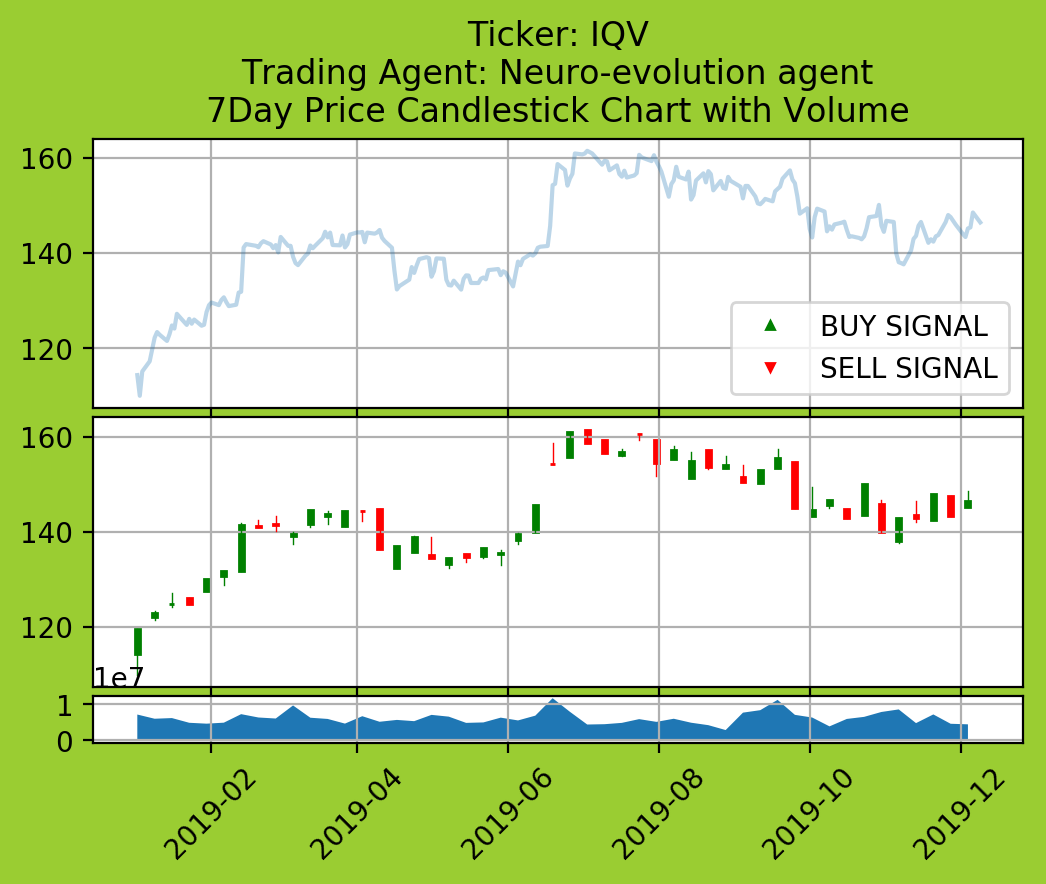 Ticker: IQV
Trading Agent: Neuro-evolution agent
7Day Price Candlestick Chart with Volume
160
140
120
BUY SIGNAL
SELL SIGNAL
160
140
120
1e7
1
0
2019-02
2019-04
2019-06
2019-08
2019-10
2019-12